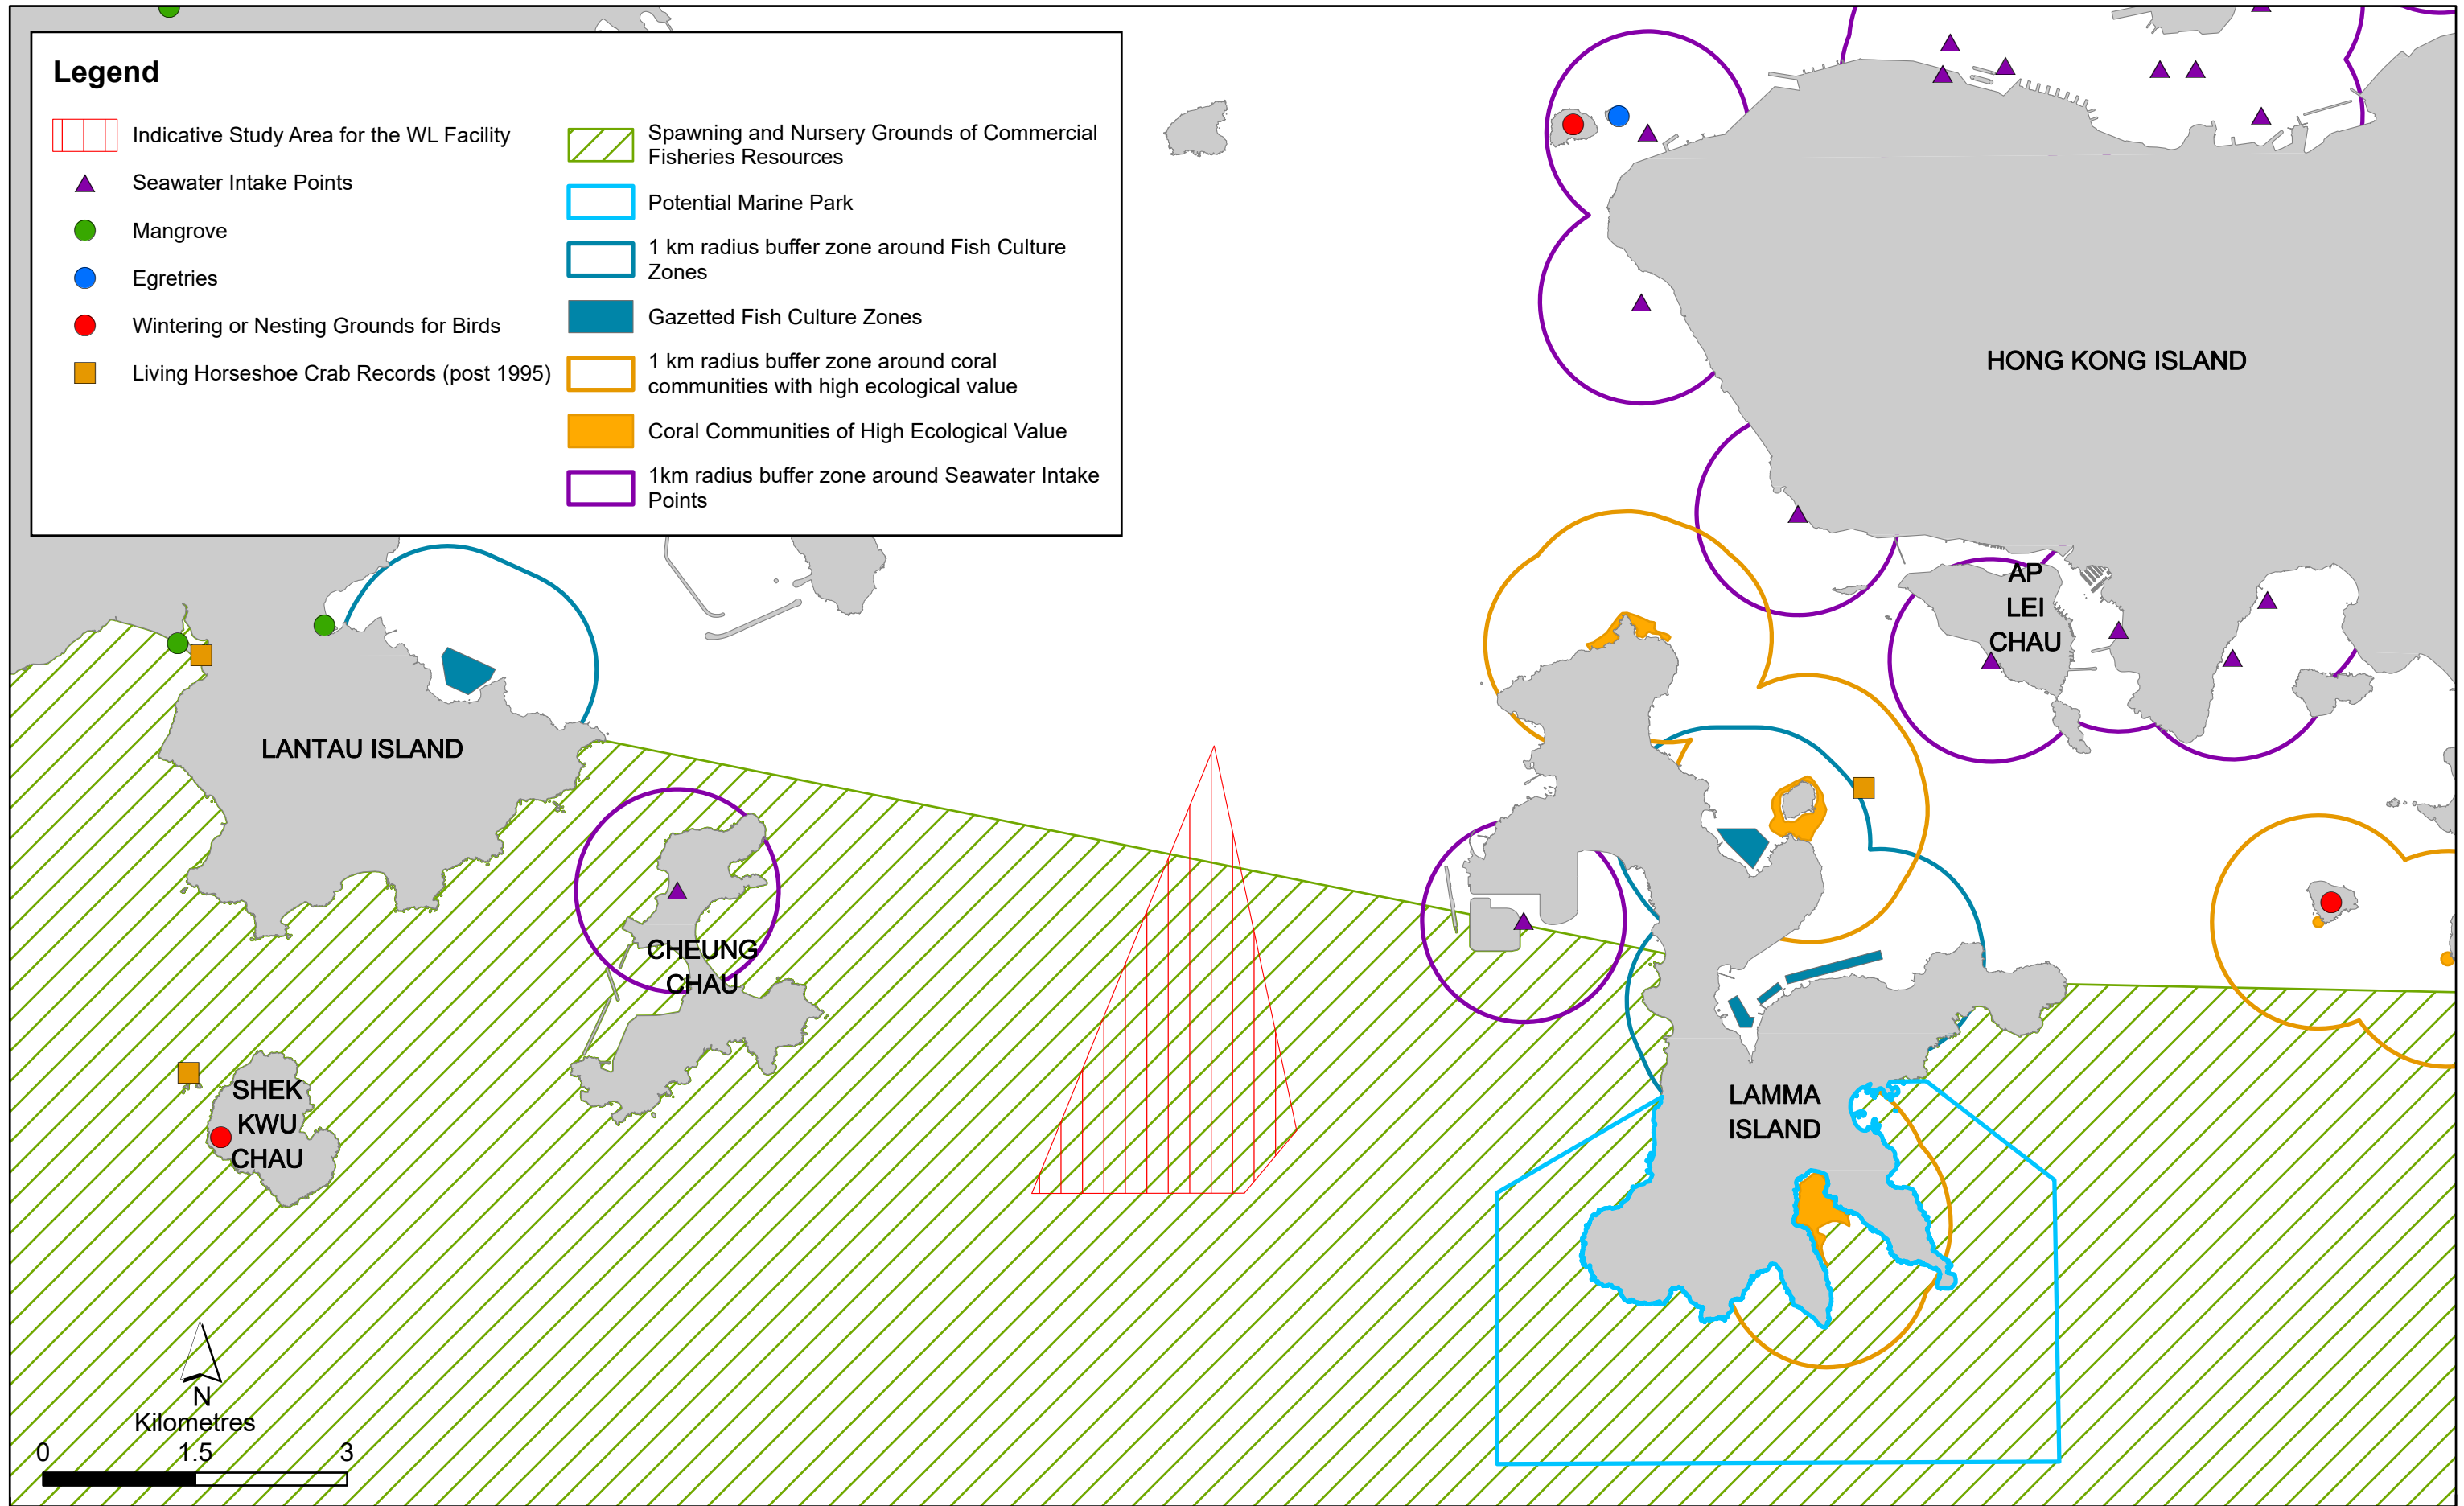 Legend
Indicative Study Area for the WL Facility
Seawater Intake Points
Mangrove
Egretries
Wintering or Nesting Grounds for Birds
Living Horseshoe Crab Records (post 1995)
Spawning and Nursery Grounds of Commercial
Fisheries Resources
Potential Marine Park
1 km radius buffer zone around Fish Culture
Zones
Gazetted Fish Culture Zones
1 km radius buffer zone around coral
communities with high ecological value
Coral Communities of High Ecological Value
1km radius buffer zone around Seawater Intake
Points
HONG KONG ISLAND
AP
LEI
CHAU
LANTAU ISLAND
CHEUNG
CHAU
SHEK
KWU
CHAU
LAMMA
ISLAND
N
Kilometres
0 1.5 3